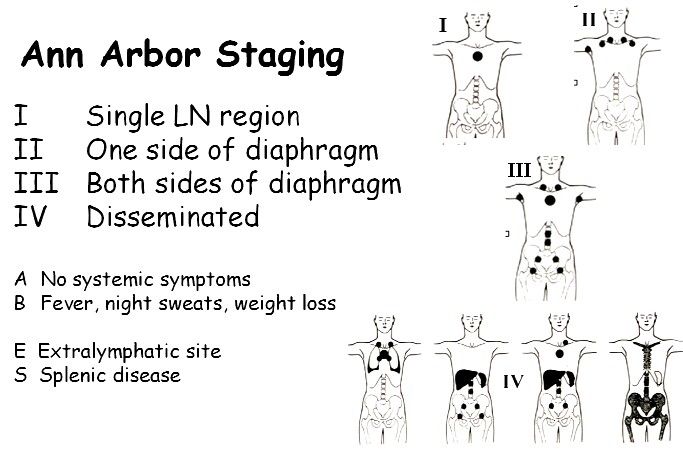 Ann Arbor Staging
I Single LN region
II One side of diaphragm
III Both sides of diaphragm
IV Disseminated
A No systemic symptoms
B Fever, night sweats, weight loss
E Extralymphatic site
S Splenic disease
I
II
III
IV